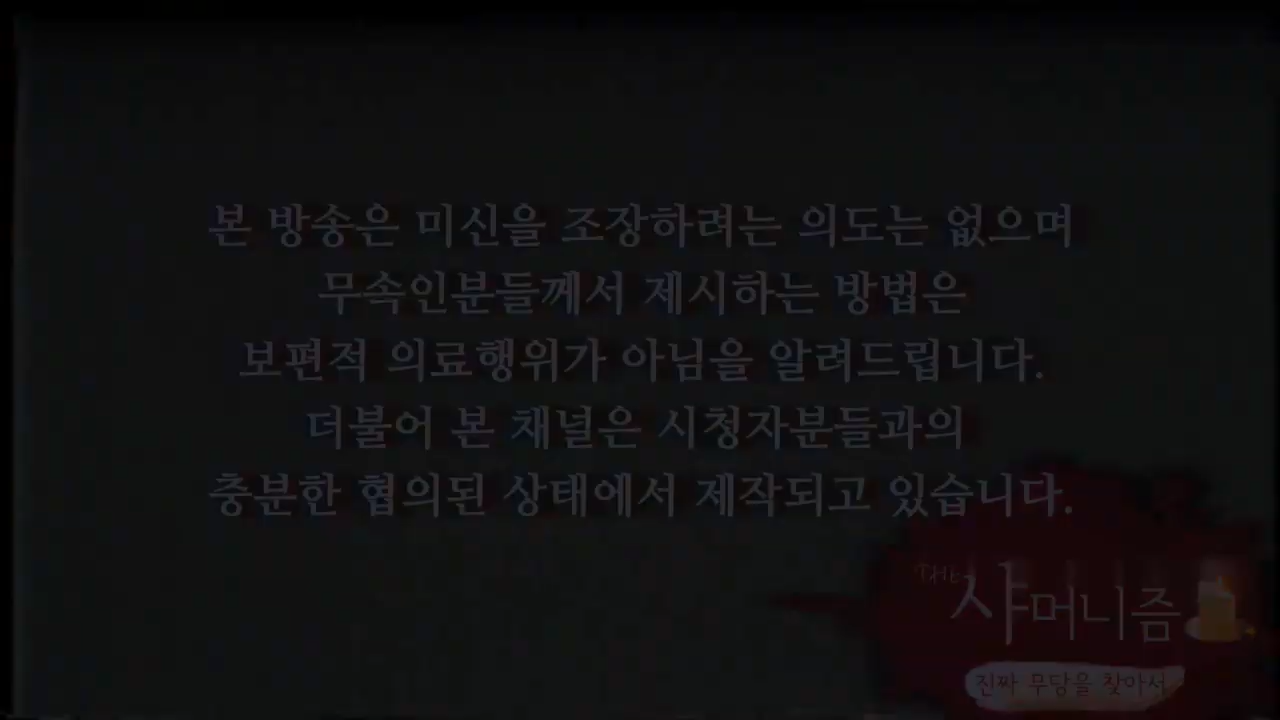 본 방송은 미신을 조장하려는 의도는 없으며
무속인분들께서 제시하는 방법은
보편적 의료행위가 아님을 알려드립니다.
더불어 본 채널은 시청자분들과의
충분한 협의된 상태에서 제작되고 있습니다.
THE 샤머니즘
진짜 무당을 찾아서